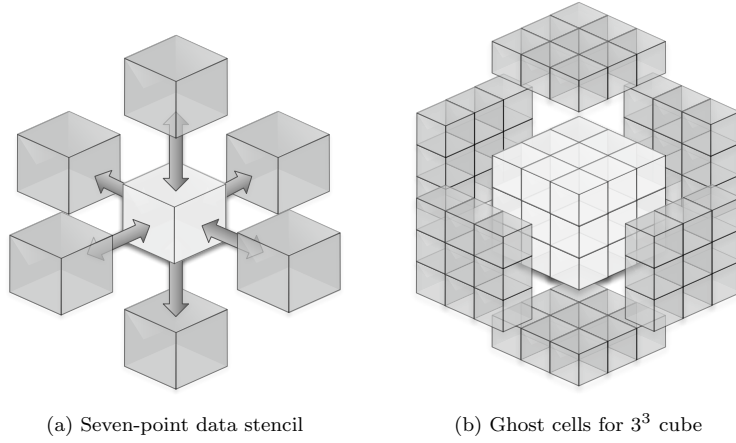 (a) Seven-point data stencil
(b) Ghost cells for 3³ cube